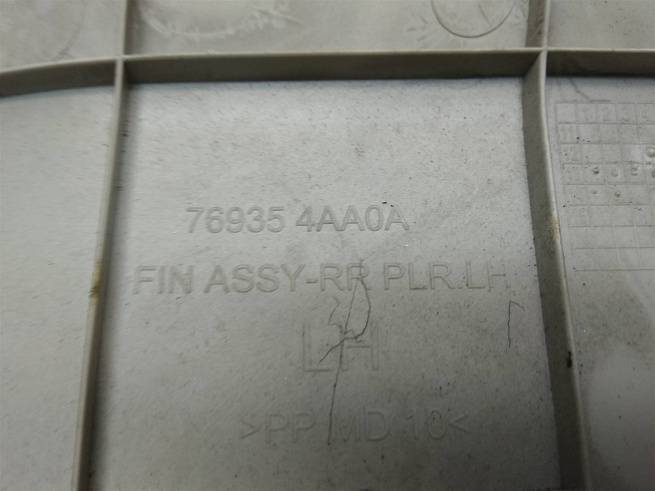 76935 4AA0A
FIN ASSY-RR PLR.LH
LH
>PP MD 10<